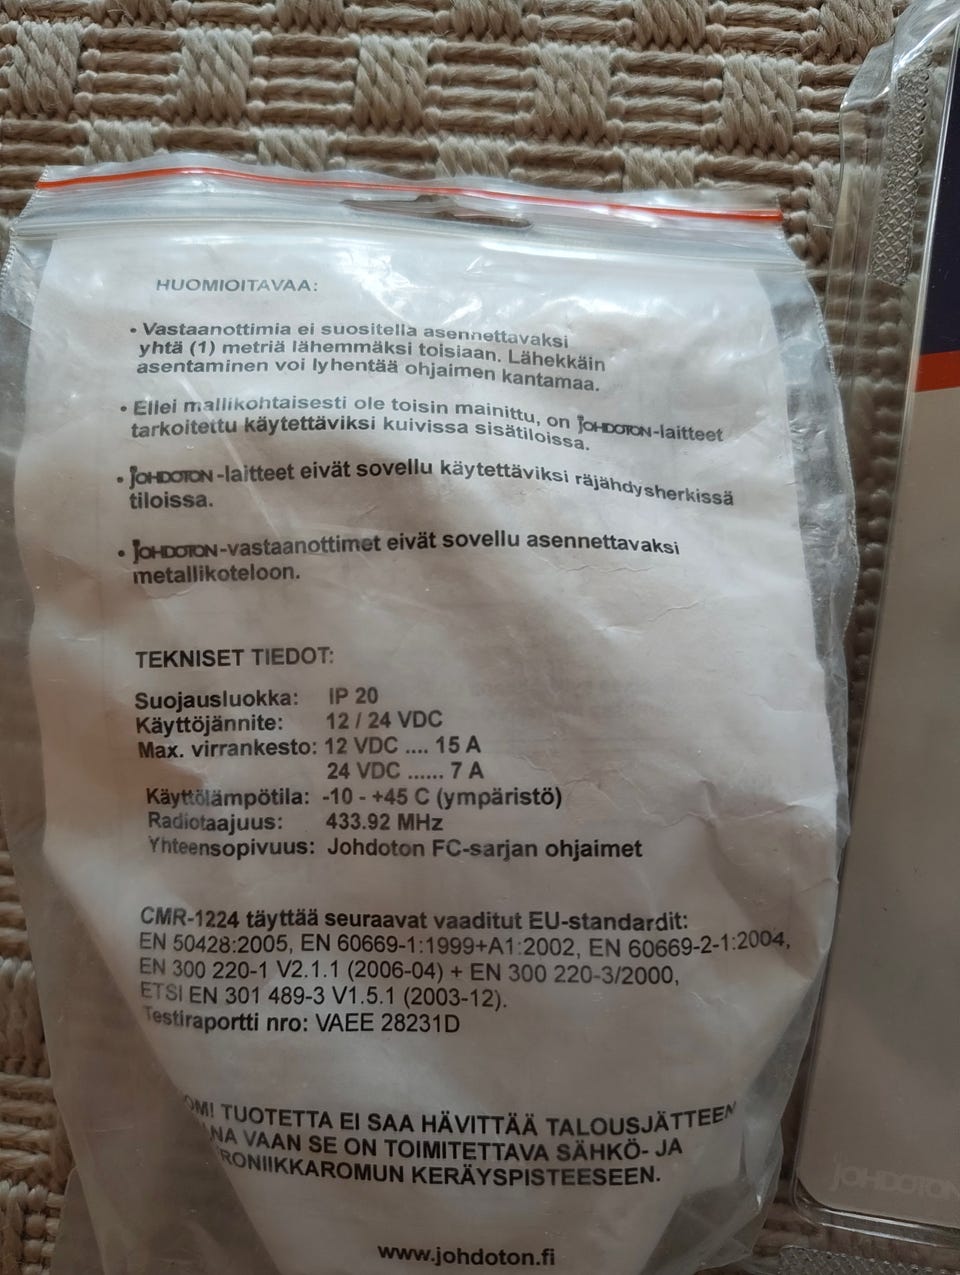 HUOMIOITAVAA:
• Vastaanottimia ei suositella asennettavaksi
yhtä (1) metriä lähemmäksi toisiaan. Lähekkäin
asentaminen voi lyhentää ohjaimen kantamaa.
• Ellei mallikohtaisesti ole toisin mainittu, on JOHDOTON-laitteet
tarkoitettu käytettäviksi kuivissa sisätiloissa.
• JOHDOTON-laitteet eivät sovellu käytettäviksi räjähdysherkissä
tiloissa.
• JOHDOTON-vastaanottimet eivät sovellu asennettavaksi
metallikoteloon.
TEKNISET TIEDOT:
Suojausluokka: IP 20
Käyttöjännite: 12 / 24 VDC
Max. virrankesto: 12 VDC .... 15 A
24 VDC ...... 7 A
Käyttölämpötila: -10 - +45 C (ympäristö)
Radiotaajuus: 433.92 MHz
Yhteensopivuus: Johdoton FC-sarjan ohjaimet
CMR-1224 täyttää seuraavat vaaditut EU-standardit:
EN 50428:2005, EN 60669-1:1999+A1:2002, EN 60669-2-1:2004,
EN 300 220-1 V2.1.1 (2006-04) + EN 300 220-3/2000,
ETSI EN 301 489-3 V1.5.1 (2003-12).
Testiraportti nro: VAEE 28231D
OM! TUOTETTA EI SAA HÄVITTÄÄ TALOUSJÄTTEEN
NA VAAN SE ON TOIMITETTAVA SÄHKÖ- JA
RONIIKKAROMUN KERÄYSPISTEESEEN.
www.johdoton.fi
JOHDOTON